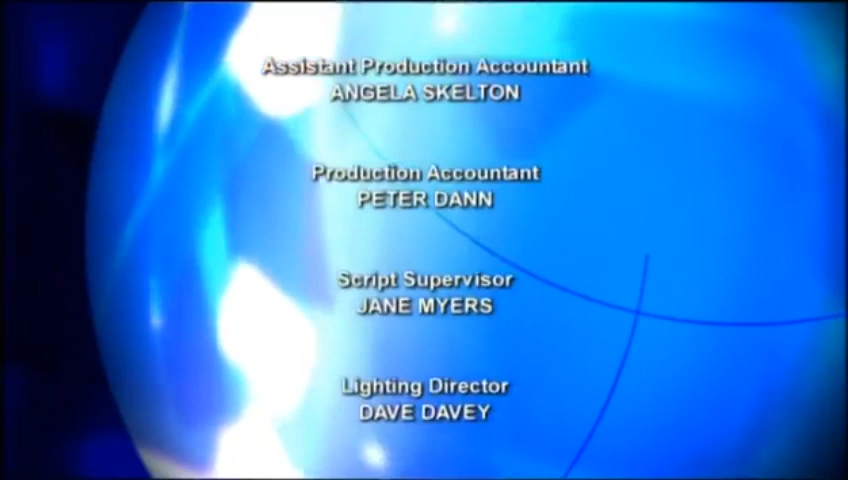 Assistant Production Accountant
ANGELA SKELTON
Production Accountant
PETER DANN
Script Supervisor
JANE MYERS
Lighting Director
DAVE DAVEY